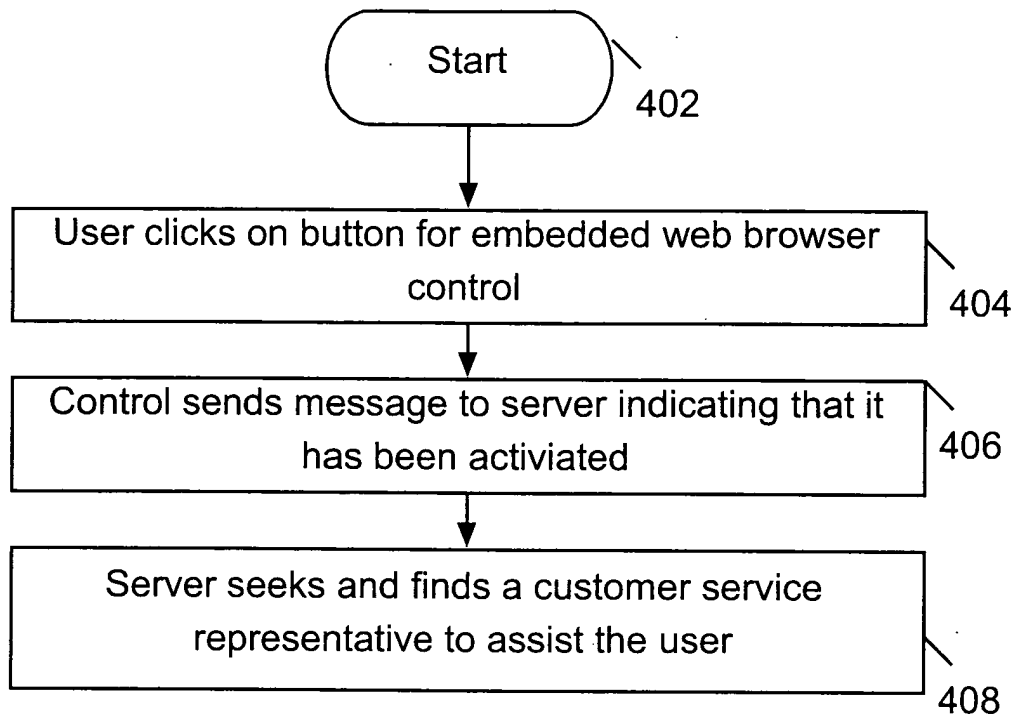 Start
402
User clicks on button for embedded web browser
control
404
Control sends message to server indicating that it
has been activiated
406
Server seeks and finds a customer service
representative to assist the user
408